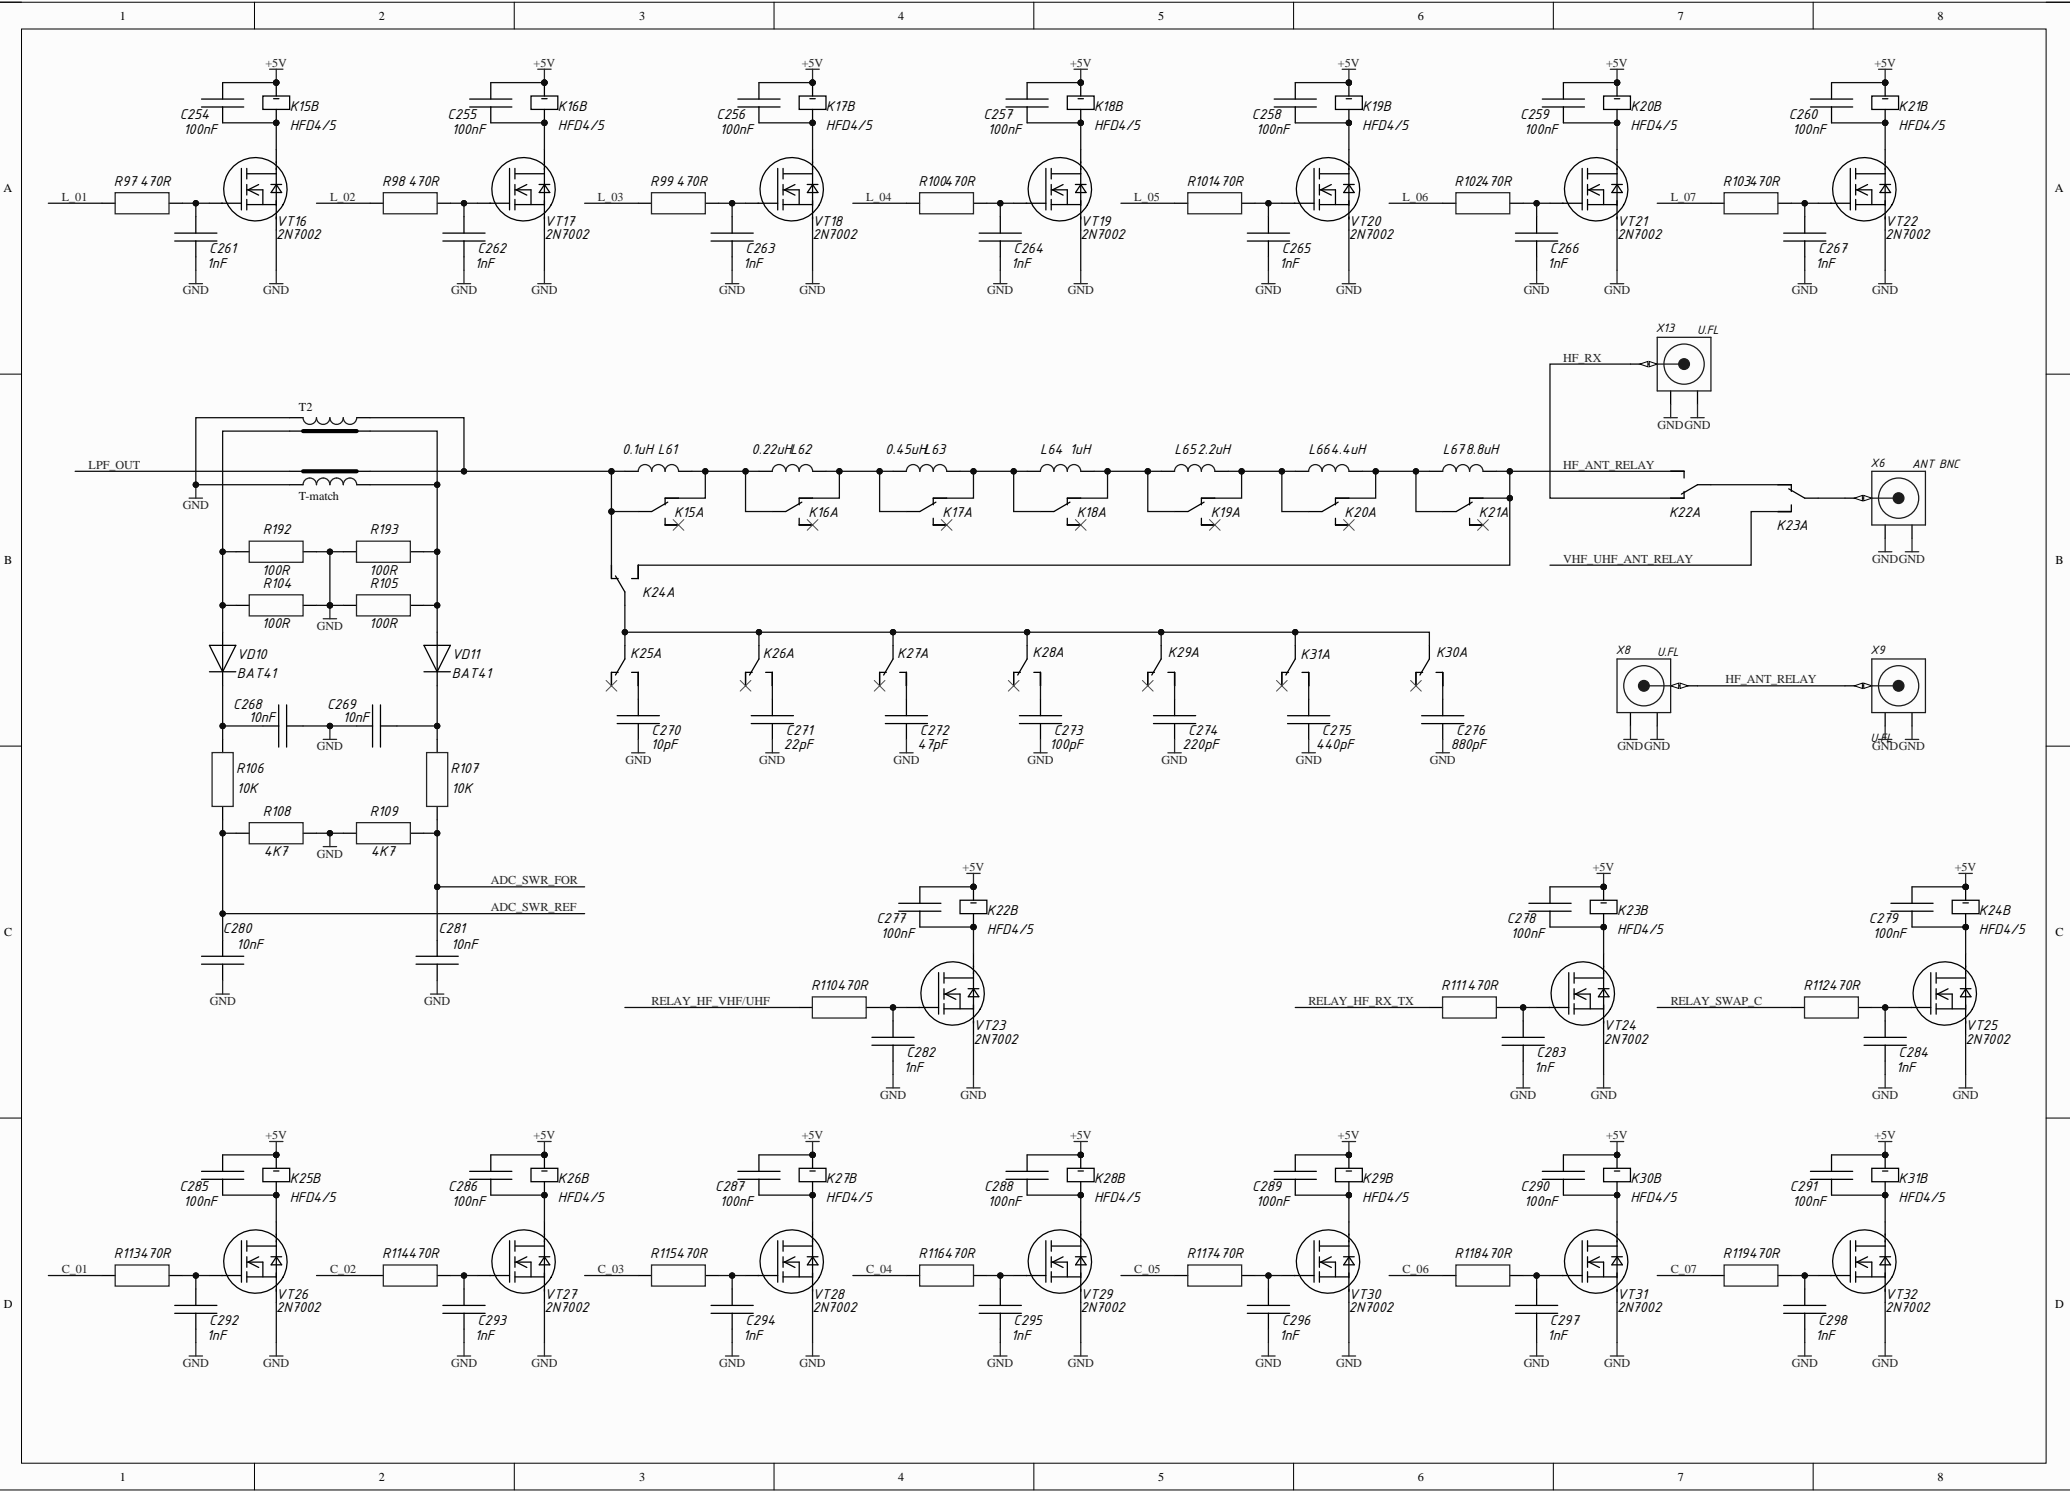 1 2 3 4 5 6 7 8
+5V +5V +5V +5V +5V +5V +5V
C254 100nF K15B HFD4/5
C255 100nF K16B HFD4/5
C256 100nF K17B HFD4/5
C257 100nF K18B HFD4/5
C258 100nF K19B HFD4/5
C259 100nF K20B HFD4/5
C260 100nF K21B HFD4/5
A A
L_01 R97 470R VT16 2N7002 C261 1nF GND GND
L_02 R98 470R VT17 2N7002 C262 1nF GND GND
L_03 R99 470R VT18 2N7002 C263 1nF GND GND
L_04 R100 470R VT19 2N7002 C264 1nF GND GND
L_05 R101 470R VT20 2N7002 C265 1nF GND GND
L_06 R102 470R VT21 2N7002 C266 1nF GND GND
L_07 R103 470R VT22 2N7002 C267 1nF GND GND
X13 U.FL
HF_RX
GND GND
T2
LPF_OUT
GND
T-match
0.1uH L61
0.22uH L62
0.45uH L63
L64 1uH
L65 2.2uH
L66 4.4uH
L67 8.8uH
K15A K16A K17A K18A K19A K20A K21A
HF_ANT_RELAY
K22A
K23A
X6 ANT BNC
GND GND
VHF_UHF_ANT_RELAY
B B
R192 R193
100R 100R
R104 R105
100R GND 100R
K24A
VD10 BAT41
VD11 BAT41
K25A K26A K27A K28A K29A K31A K30A
C270 10pF GND
C271 22pF GND
C272 47pF GND
C273 100pF GND
C274 220pF GND
C275 440pF GND
C276 880pF GND
X8 U.FL
HF_ANT_RELAY
X9
GND GND
U.FL
GND GND
C268 10nF C269 10nF
GND
R106 10K
R107 10K
R108 R109
4K7 GND 4K7
ADC_SWR_FOR
ADC_SWR_REF
C280 10nF GND
C281 10nF GND
C C
+5V +5V +5V
C277 100nF K22B HFD4/5
C278 100nF K23B HFD4/5
C279 100nF K24B HFD4/5
RELAY_HF_VHF/UHF R110 470R VT23 2N7002 C282 1nF GND GND
RELAY_HF_RX_TX R111 470R VT24 2N7002 C283 1nF GND GND
RELAY_SWAP_C R112 470R VT25 2N7002 C284 1nF GND GND
+5V +5V +5V +5V +5V +5V +5V
C285 100nF K25B HFD4/5
C286 100nF K26B HFD4/5
C287 100nF K27B HFD4/5
C288 100nF K28B HFD4/5
C289 100nF K29B HFD4/5
C290 100nF K30B HFD4/5
C291 100nF K31B HFD4/5
C_01 R113 470R VT26 2N7002 C292 1nF GND GND
C_02 R114 470R VT27 2N7002 C293 1nF GND GND
C_03 R115 470R VT28 2N7002 C294 1nF GND GND
C_04 R116 470R VT29 2N7002 C295 1nF GND GND
C_05 R117 470R VT30 2N7002 C296 1nF GND GND
C_06 R118 470R VT31 2N7002 C297 1nF GND GND
C_07 R119 470R VT32 2N7002 C298 1nF GND GND
D D
1 2 3 4 5 6 7 8